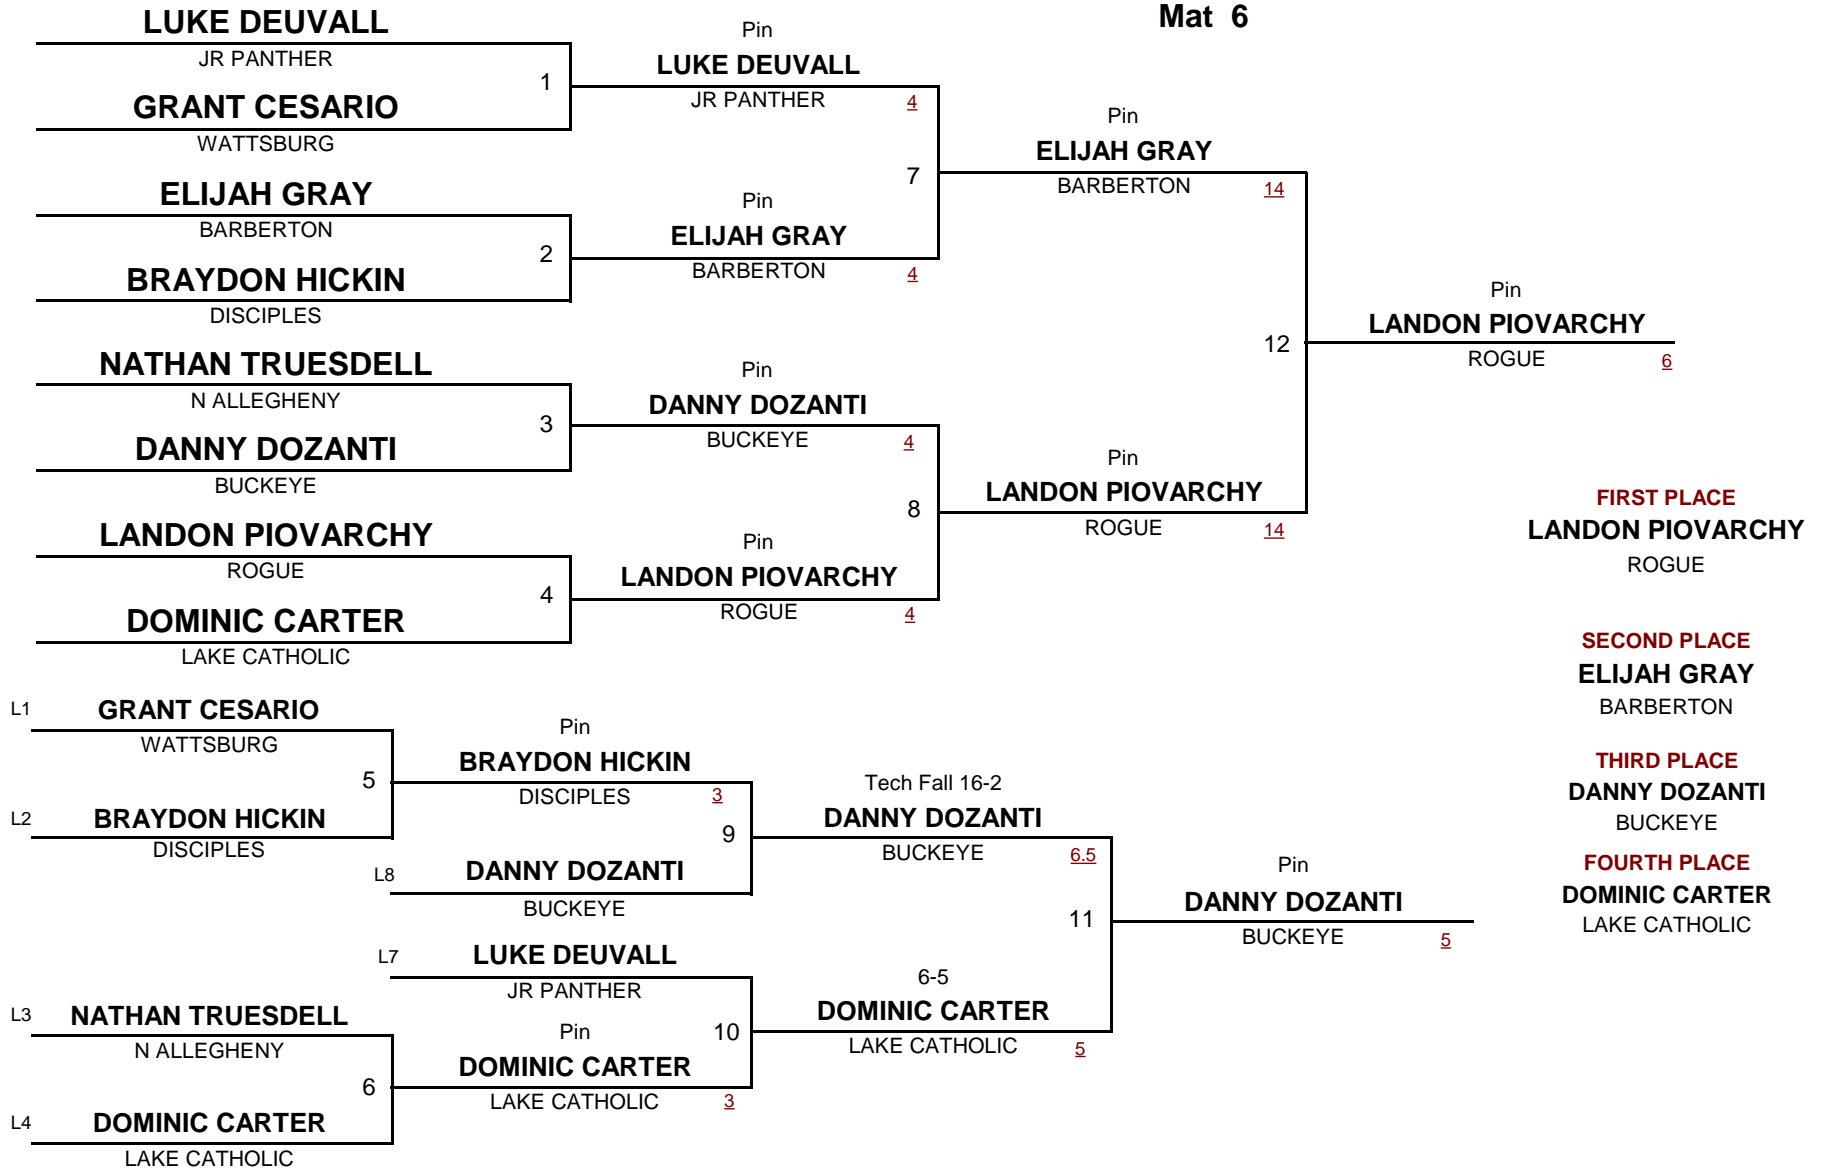 Mat 6
LUKE DEUVALL
JR PANTHER
1
GRANT CESARIO
WATTSBURG
ELIJAH GRAY
BARBERTON
2
BRAYDON HICKIN
DISCIPLES
NATHAN TRUESDELL
N ALLEGHENY
3
DANNY DOZANTI
BUCKEYE
LANDON PIOVARCHY
ROGUE
4
DOMINIC CARTER
LAKE CATHOLIC
Pin
LUKE DEUVALL
JR PANTHER 4
7
Pin
ELIJAH GRAY
BARBERTON 4
Pin
DANNY DOZANTI
BUCKEYE 4
8
Pin
LANDON PIOVARCHY
ROGUE 4
Pin
ELIJAH GRAY
BARBERTON 14
12
Pin
LANDON PIOVARCHY
ROGUE 14
Pin
LANDON PIOVARCHY
ROGUE 6
L1 GRANT CESARIO
WATTSBURG
5
L2 BRAYDON HICKIN
DISCIPLES
Pin
BRAYDON HICKIN
DISCIPLES 3
9
L8 DANNY DOZANTI
BUCKEYE
L7 LUKE DEUVALL
JR PANTHER
10
L3 NATHAN TRUESDELL
N ALLEGHENY
6
L4 DOMINIC CARTER
LAKE CATHOLIC
Pin
DOMINIC CARTER
LAKE CATHOLIC 3
Tech Fall 16-2
DANNY DOZANTI
BUCKEYE 6.5
11
6-5
DOMINIC CARTER
LAKE CATHOLIC 5
Pin
DANNY DOZANTI
BUCKEYE 5
FIRST PLACE
LANDON PIOVARCHY
ROGUE
SECOND PLACE
ELIJAH GRAY
BARBERTON
THIRD PLACE
DANNY DOZANTI
BUCKEYE
FOURTH PLACE
DOMINIC CARTER
LAKE CATHOLIC